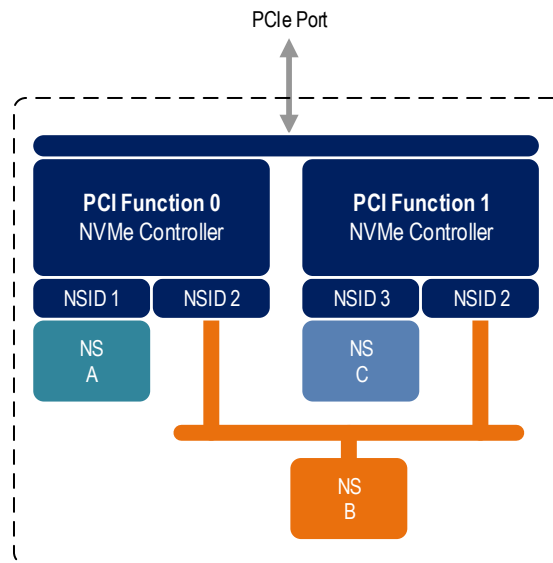 PCIe Port
PCI Function 0
NVMe Controller
PCI Function 1
NVMe Controller
NSID 1
NSID 2
NSID 3
NSID 2
NS
A
NS
C
NS
B